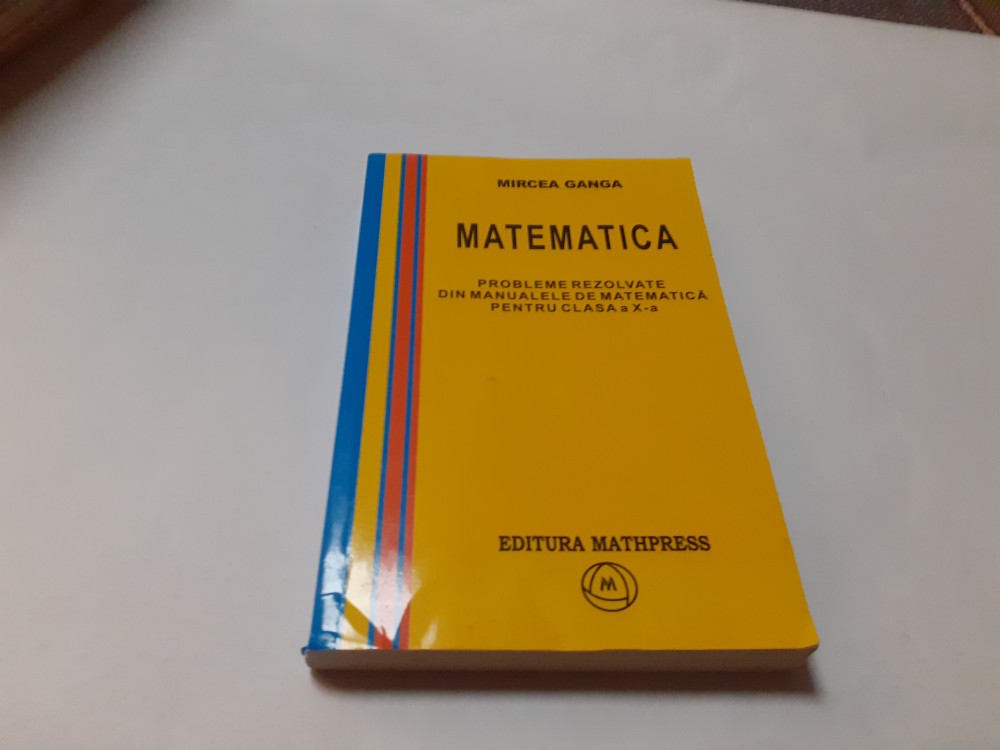 MIRCEA GANGA
MATEMATICA
PROBLEME REZOLVATE
DIN MANUALELE DE MATEMATICĂ
PENTRU CLASA a X-a
EDITURA MATHPRESS
M